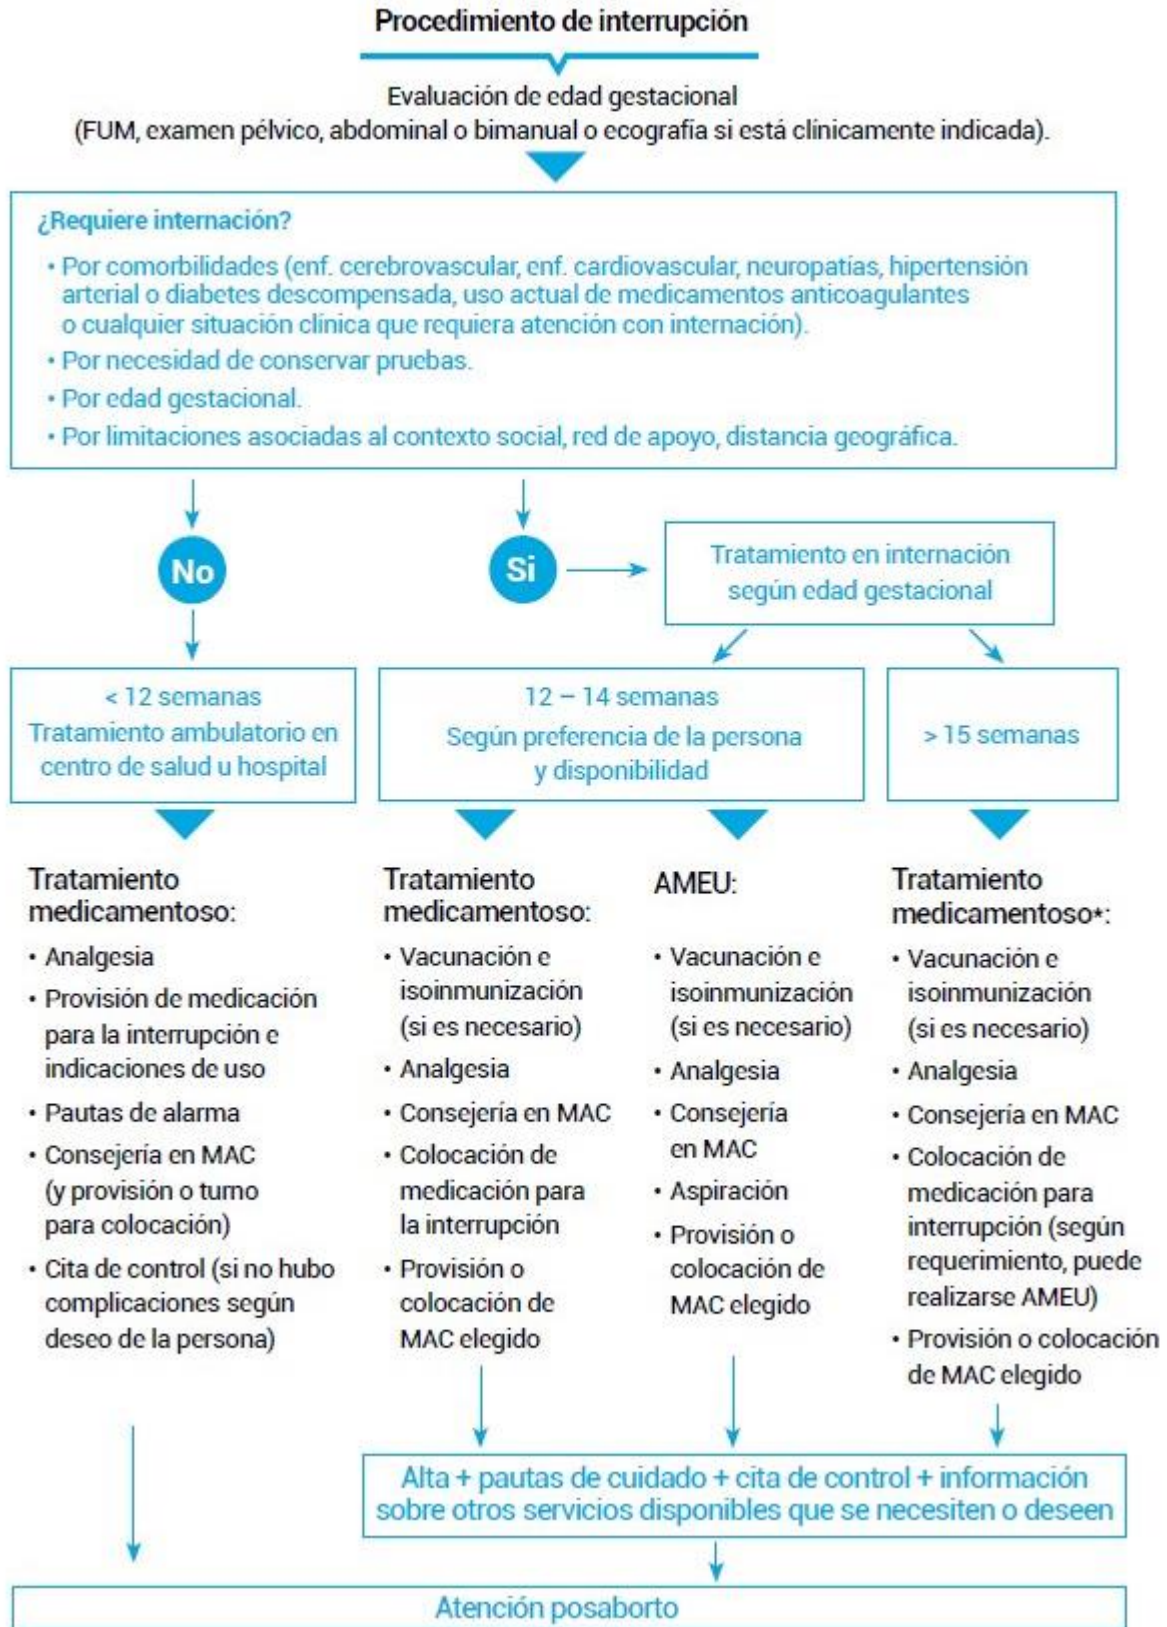 Procedimiento de interrupción
Evaluación de edad gestacional
(FUM, examen pélvico, abdominal o bimanual o ecografía si está clínicamente indicada).
¿Requiere internación?
• Por comorbilidades (enf. cerebrovascular, enf. cardiovascular, neuropatías, hipertensión
arterial o diabetes descompensada, uso actual de medicamentos anticoagulantes
o cualquier situación clínica que requiera atención con internación).
• Por necesidad de conservar pruebas.
• Por edad gestacional.
• Por limitaciones asociadas al contexto social, red de apoyo, distancia geográfica.
No
Si
Tratamiento en internación
según edad gestacional
< 12 semanas
Tratamiento ambulatorio en
centro de salud u hospital
12 – 14 semanas
Según preferencia de la persona
y disponibilidad
> 15 semanas
Tratamiento
medicamentoso:
• Analgesia
• Provisión de medicación
para la interrupción e
indicaciones de uso
• Pautas de alarma
• Consejería en MAC
(y provisión o turno
para colocación)
• Cita de control (si no hubo
complicaciones según
deseo de la persona)
Tratamiento
medicamentoso:
• Vacunación e
isoinmunización
(si es necesario)
• Analgesia
• Consejería en MAC
• Colocación de
medicación para
la interrupción
• Provisión o
colocación de
MAC elegido
AMEU:
• Vacunación e
isoinmunización
(si es necesario)
• Analgesia
• Consejería
en MAC
• Aspiración
• Provisión o
colocación de
MAC elegido
Tratamiento
medicamentoso*:
• Vacunación e
isoinmunización
(si es necesario)
• Analgesia
• Consejería en MAC
• Colocación de
medicación para
interrupción (según
requerimiento, puede
realizarse AMEU)
• Provisión o colocación
de MAC elegido
Alta + pautas de cuidado + cita de control + información
sobre otros servicios disponibles que se necesiten o deseen
Atención posaborto